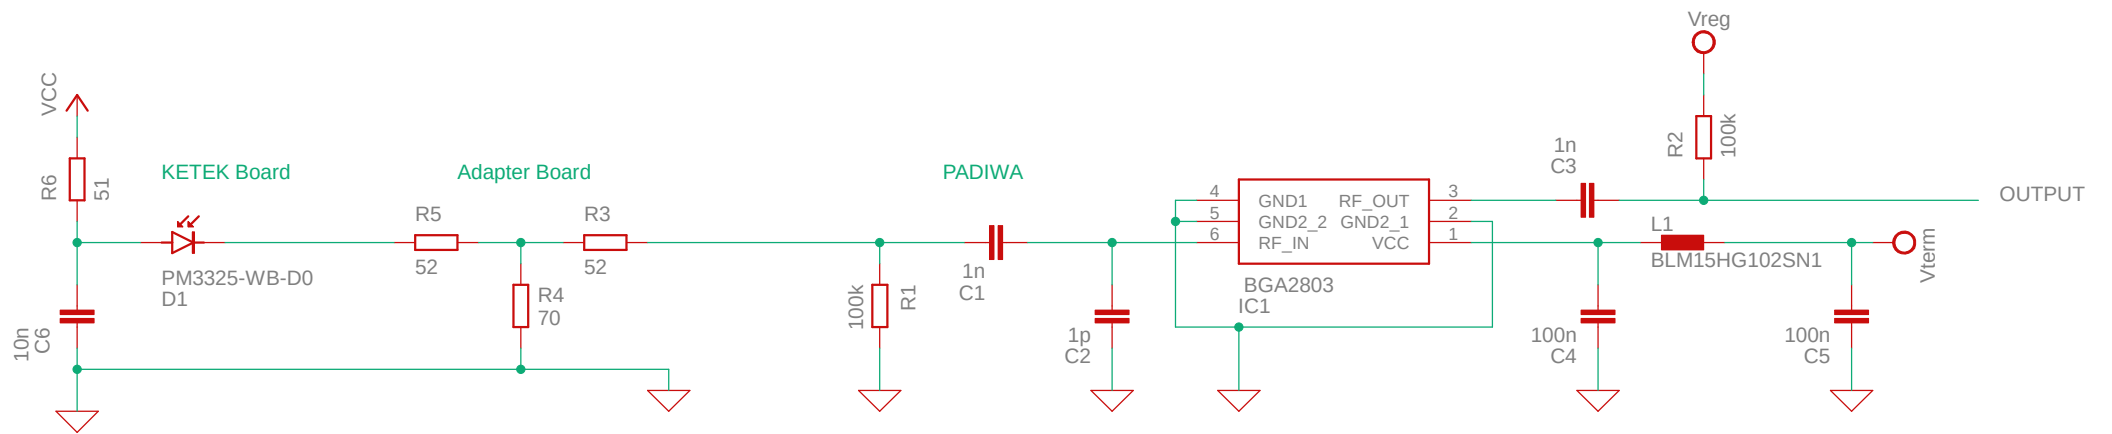 VCC
R6
51
KETEK Board
PM3325-WB-D0
D1
10n
C6
Adapter Board
R5
52
R3
52
R4
70
PADIWA
100k
R1
1n
C1
1p
C2
4
GND1
RF_OUT
3
5
GND2_2
GND2_1
2
6
RF_IN
VCC
1
BGA2803
IC1
1n
C3
Vreg
R2
100k
OUTPUT
L1
BLM15HG102SN1
100n
C4
100n
C5
Vterm